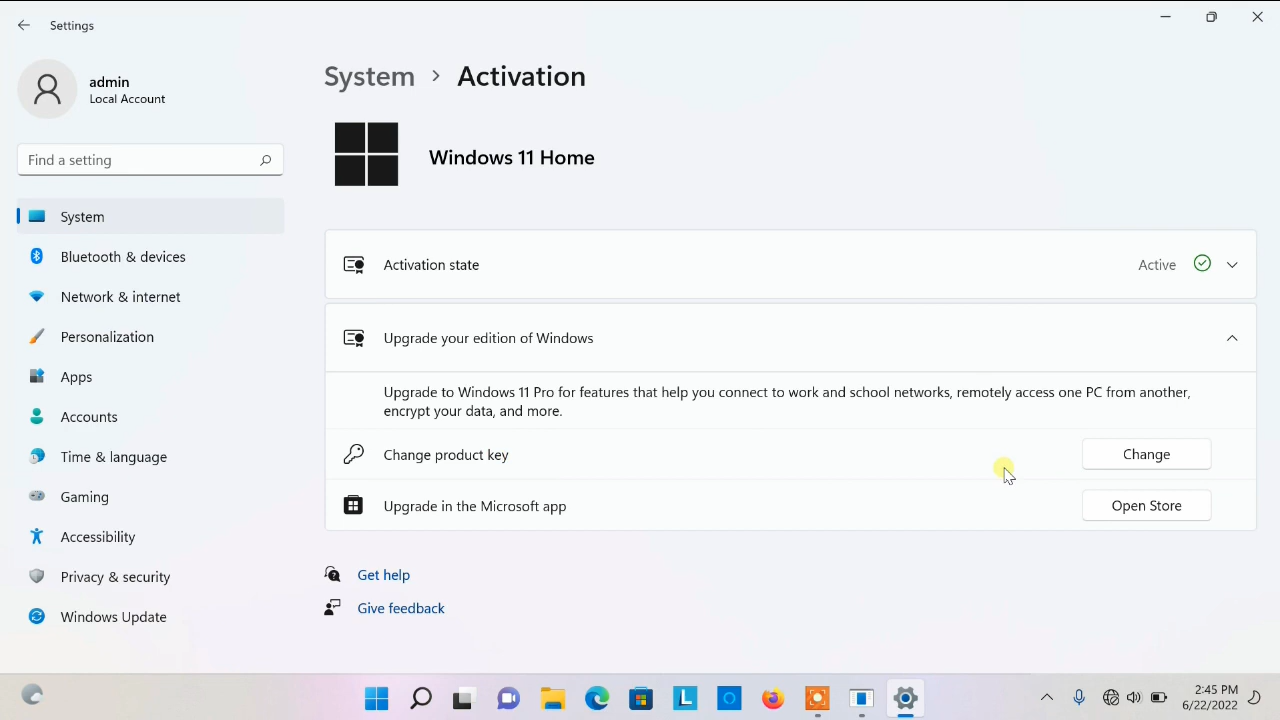 Settings
admin
Local Account
Find a setting
System
Bluetooth & devices
Network & internet
Personalization
Apps
Accounts
Time & language
Gaming
Accessibility
Privacy & security
Windows Update
System > Activation
Windows 11 Home
Activation state Active
Upgrade your edition of Windows
Upgrade to Windows 11 Pro for features that help you connect to work and school networks, remotely access one PC from another,
encrypt your data, and more.
Change product key Change
Upgrade in the Microsoft app Open Store
Get help
Give feedback
L
2:45 PM
6/22/2022